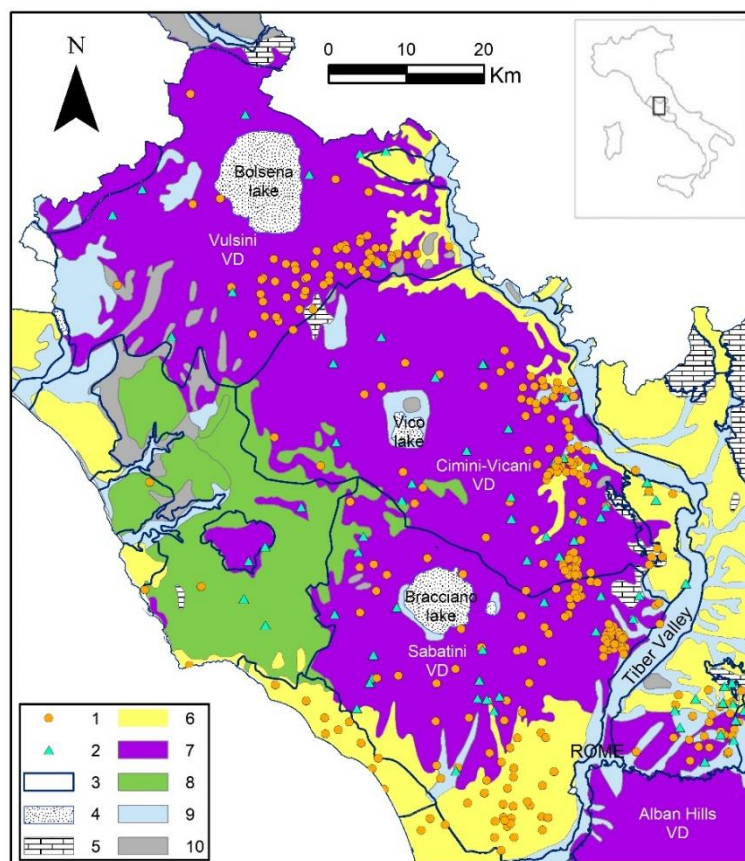 N
0 10 20
Km
Bolsena
lake
Vulsini
VD
Vico
lake
Cimini-Vicani
VD
Bracciano
lake
Sabatini
VD
Tiber Valley
ROME
Alban Hills
VD
1 6
2 7
3 8
4 9
5 10